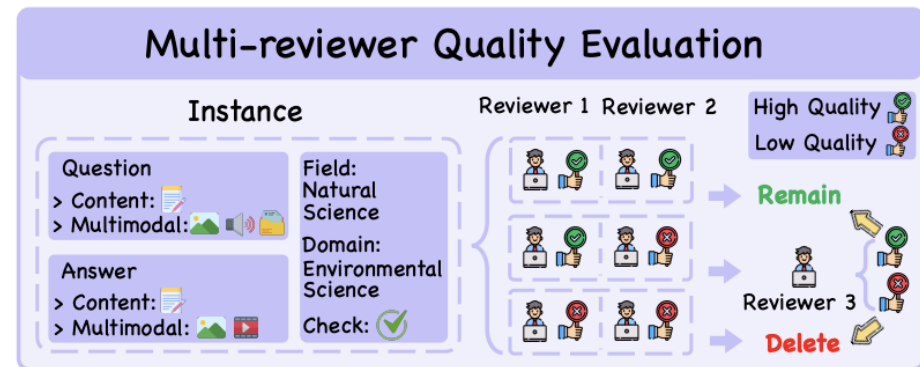 Multi-reviewer Quality Evaluation
Instance
Question
> Content:
> Multimodal:
Answer
> Content:
> Multimodal:
Field:
Natural
Science
Domain:
Environmental
Science
Check:
Reviewer 1 Reviewer 2
High Quality
Low Quality
Remain
Reviewer 3
Delete